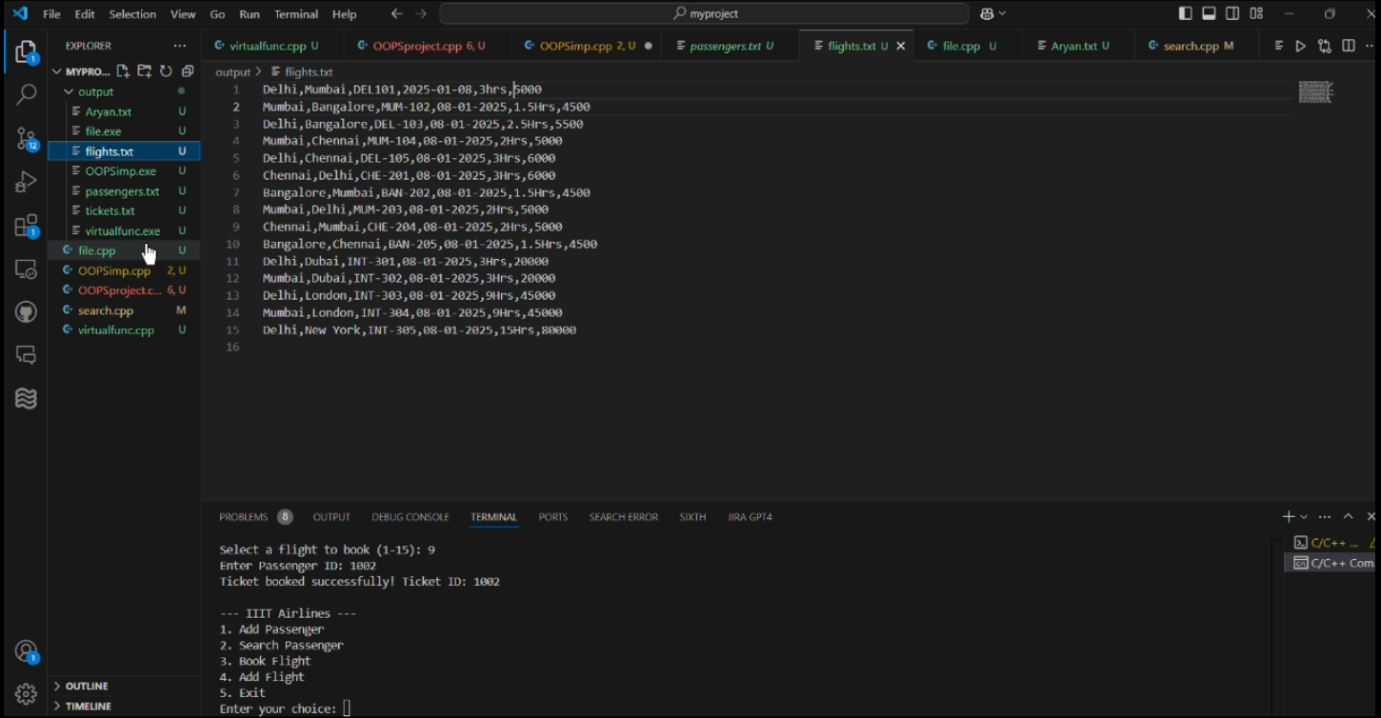 File Edit Selection View Go Run Terminal Help myproject
EXPLORER
virtualfunc.cpp U OOPSproject.cpp 6, U OOPSimp.cpp 2, U passengers.txt U flights.txt U file.cpp U Aryan.txt U search.cpp M
MYPRO...
output > flights.txt
output
Aryan.txt U
file.exe U
flights.txt U
OOPSimp.exe U
passengers.txt U
tickets.txt U
virtualfunc.exe U
file.cpp U
OOPSimp.cpp 2, U
OOPSproject.c... 6, U
search.cpp M
virtualfunc.cpp U
1 Delhi,Mumbai,DEL101,2025-01-08,3hrs,5000
2 Mumbai,Bangalore,MUM-102,08-01-2025,1.5Hrs,4500
3 Delhi,Bangalore,DEL-103,08-01-2025,2.5Hrs,5500
4 Mumbai,Chennai,MUM-104,08-01-2025,2Hrs,5000
5 Delhi,Chennai,DEL-105,08-01-2025,3Hrs,6000
6 Chennai,Delhi,CHE-201,08-01-2025,3Hrs,6000
7 Bangalore,Mumbai,BAN-202,08-01-2025,1.5Hrs,4500
8 Mumbai,Delhi,MUM-203,08-01-2025,2Hrs,5000
9 Chennai,Mumbai,CHE-204,08-01-2025,2Hrs,5000
10 Bangalore,Chennai,BAN-205,08-01-2025,1.5Hrs,4500
11 Delhi,Dubai,INT-301,08-01-2025,3Hrs,20000
12 Mumbai,Dubai,INT-302,08-01-2025,3Hrs,20000
13 Delhi,London,INT-303,08-01-2025,9Hrs,45000
14 Mumbai,London,INT-304,08-01-2025,9Hrs,45000
15 Delhi,New York,INT-305,08-01-2025,15Hrs,80000
16
PROBLEMS 8 OUTPUT DEBUG CONSOLE TERMINAL PORTS SEARCH ERROR SIXTH JIRA GPT4
Select a flight to book (1-15): 9
Enter Passenger ID: 1002
Ticket booked successfully! Ticket ID: 1002
--- IIIT Airlines ---
1. Add Passenger
2. Search Passenger
3. Book Flight
4. Add Flight
5. Exit
Enter your choice:
C/C++ ...
C/C++ Com.
OUTLINE
TIMELINE
1
12
1
1